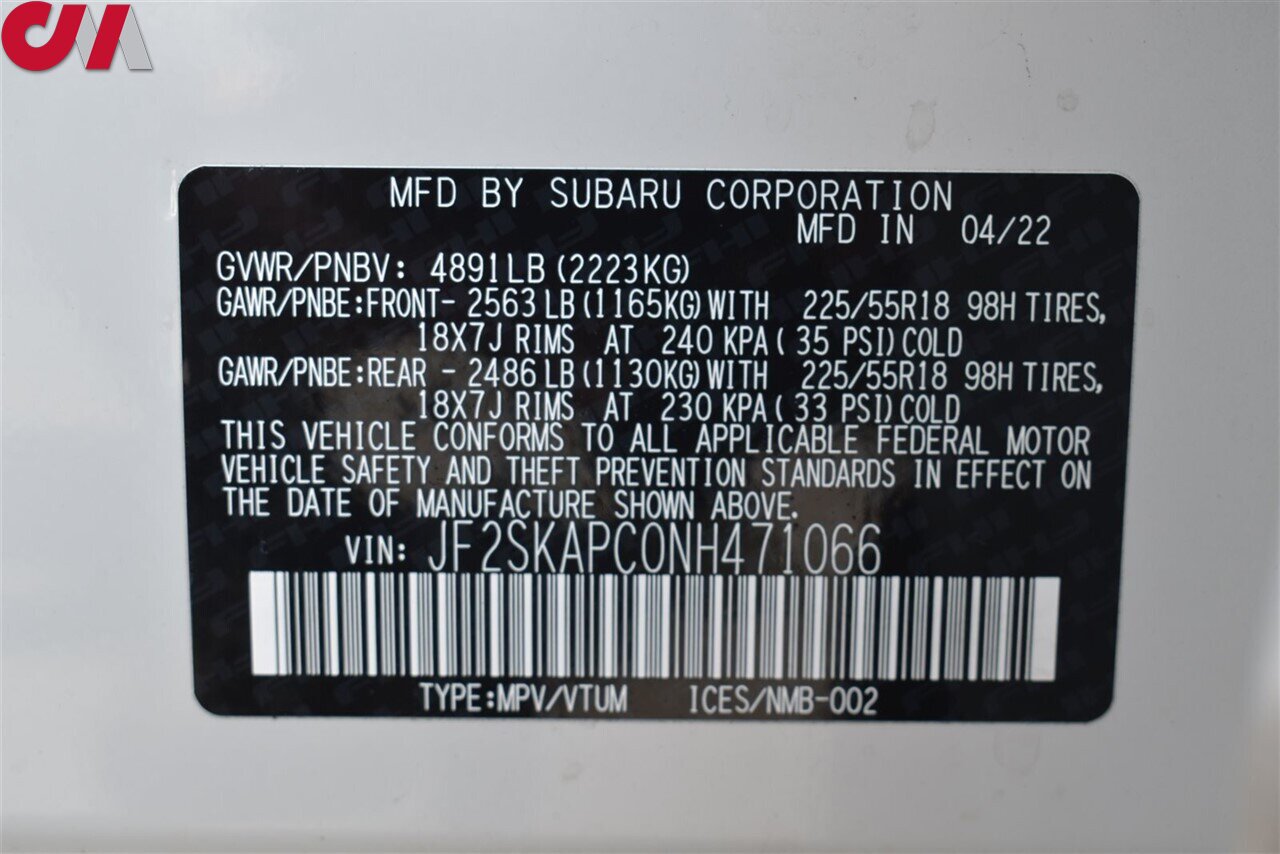 CM
MFD BY SUBARU CORPORATION
MFD IN 04/22
GVWR/PNBV: 4891LB (2223KG)
GAWR/PNBE:FRONT- 2563 LB (1165KG) WITH 225/55R18 98H TIRES,
18X7J RIMS AT 240 KPA ( 35 PSI) COLD
GAWR/PNBE:REAR - 2486 LB (1130KG) WITH 225/55R18 98H TIRES,
18X7J RIMS AT 230 KPA ( 33 PSI) COLD
THIS VEHICLE CONFORMS TO ALL APPLICABLE FEDERAL MOTOR
VEHICLE SAFETY AND THEFT PREVENTION STANDARDS IN EFFECT ON
THE DATE OF MANUFACTURE SHOWN ABOVE.
VIN: JF2SKAPC0NH471066
TYPE:MPV/VTUM ICES/NMB-002